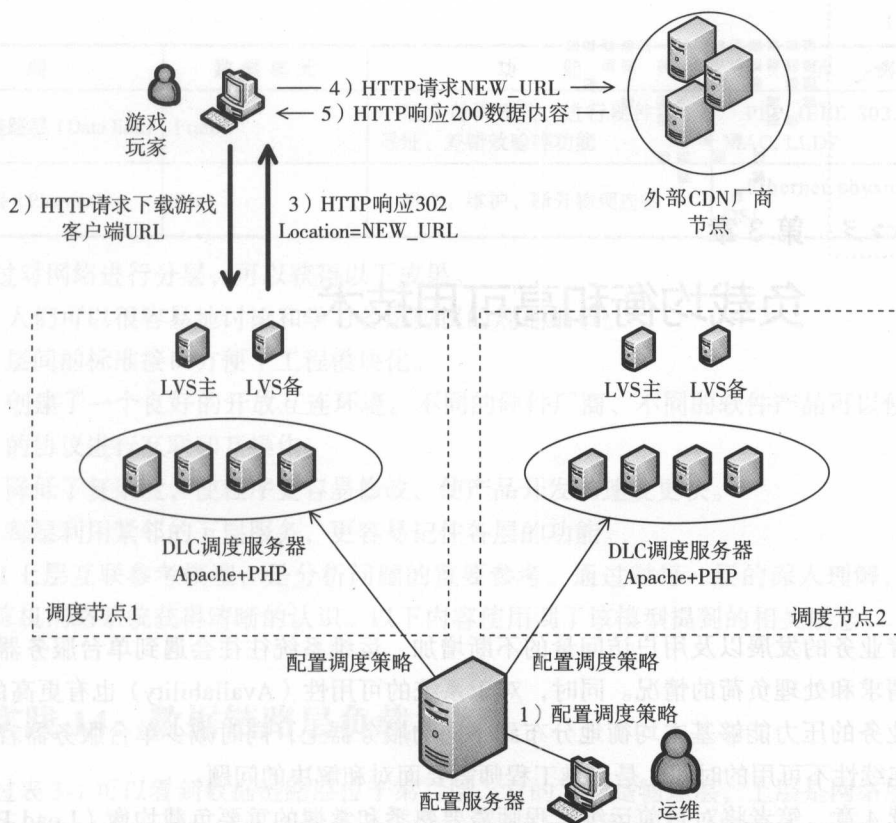 4）HTTP请求NEW_URL
5）HTTP响应200数据内容
游戏
玩家
外部CDN厂商
节点
2）HTTP请求下载游戏
客户端URL
3）HTTP响应302
Location=NEW_URL
LVS主
LVS备
LVS主
LVS备
DLC调度服务器
Apache+PHP
DLC调度服务器
Apache+PHP
调度节点1
调度节点2
配置调度策略
配置调度策略
1）配置调度策略
配置服务器
运维